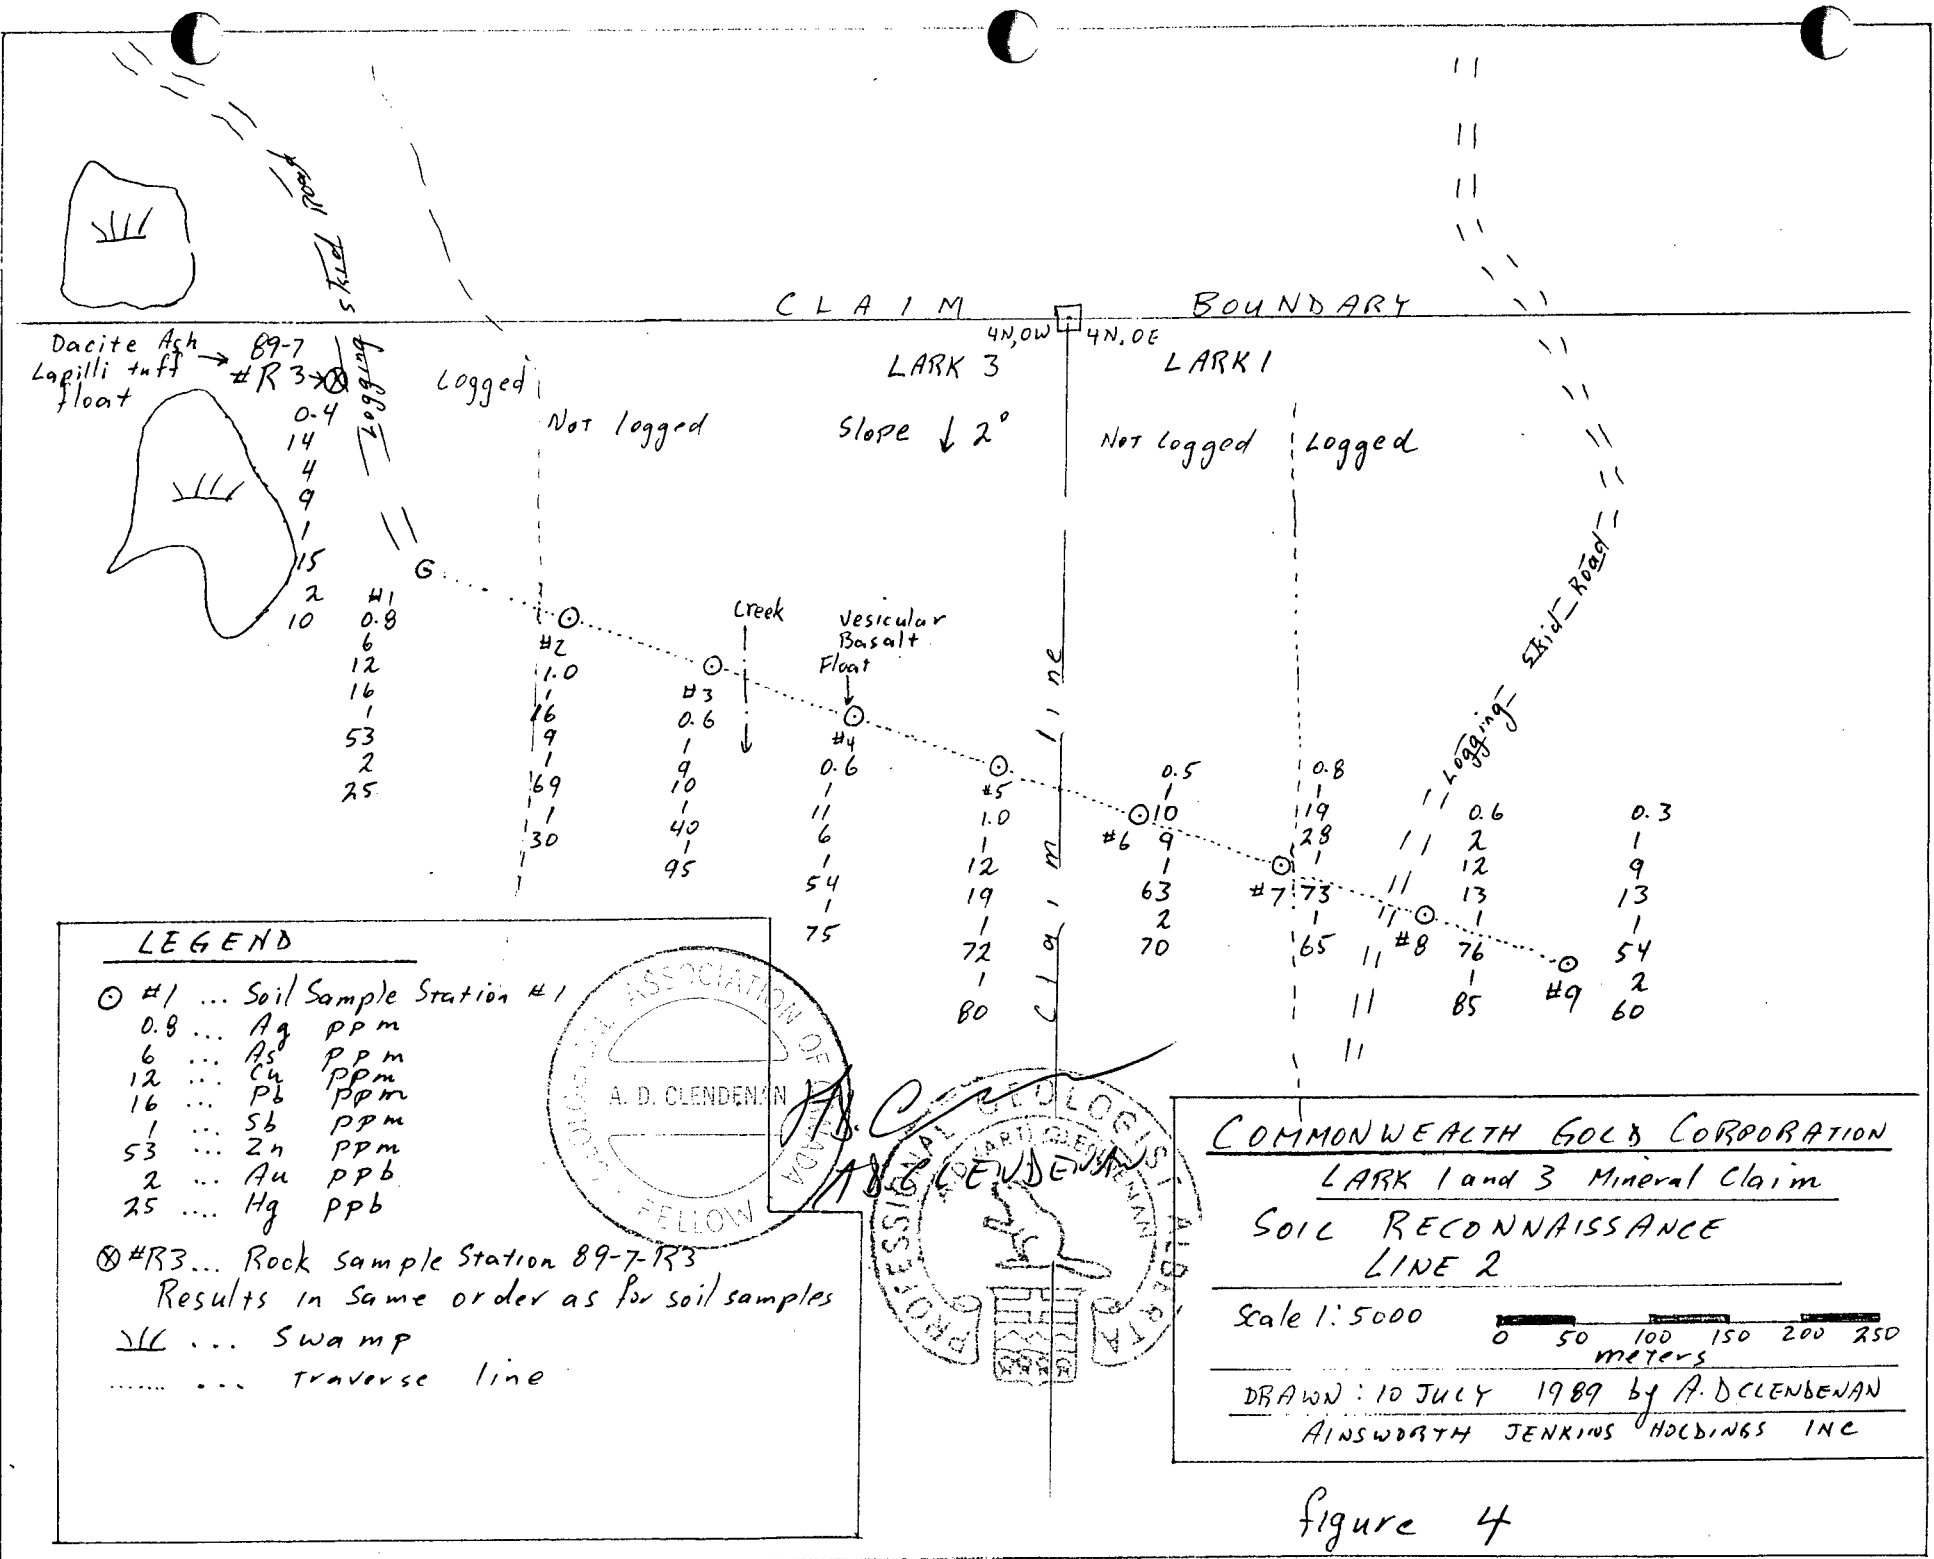 CLAIM BOUNDARY
4N,0W 4N.0E
LARK 3
LARK 1
Dacite Ash
Lapilli tuff
float
89-7
#R3
0.4
14
4
9
1
15
2
10
Logging Skid Road
Logged
Not logged
Slope ↓ 2°
Not Logged
Logged
Logging Skid Road
Creek
Vesicular
Basalt
Float
Claim line
#1
0.8
6
12
16
1
53
2
25
#2
1.0
1
16
9
1
69
1
30
#3
0.6
1
9
10
1
40
1
95
#4
0.6
1
11
6
1
54
1
75
#5
1.0
1
12
19
1
72
1
80
#6
0.5
1
10
9
1
63
2
70
#7
0.8
1
19
28
1
73
1
65
#8
0.6
2
12
13
1
76
1
85
#9
0.3
1
9
13
1
54
2
60
LEGEND
⊙ #1 ... Soil Sample Station #1
0.8 ... Ag ppm
6 ... As ppm
12 ... Cu ppm
16 ... Pb ppm
1 ... Sb ppm
53 ... Zn ppm
2 ... Au ppb
25 .... Hg ppb
⊗ #R3... Rock sample Station 89-7-R3
Results in same order as for soil samples
... Swamp
....... ... Traverse line
ASSOCIATION OF CANADA
A. D. CLENDENAN
FELLOW
A.D. CLENDENAN
PROFESSIONAL GEOLOGIST ALBERTA
COMMONWEALTH GOLD CORPORATION
LARK 1 and 3 Mineral Claim
SOIL RECONNAISSANCE
LINE 2
Scale 1:5000
0 50 100 150 200 250
meters
DRAWN: 10 JULY 1989 by A.D CLENDENAN
AINSWORTH JENKINS HOLDINGS INC
figure 4